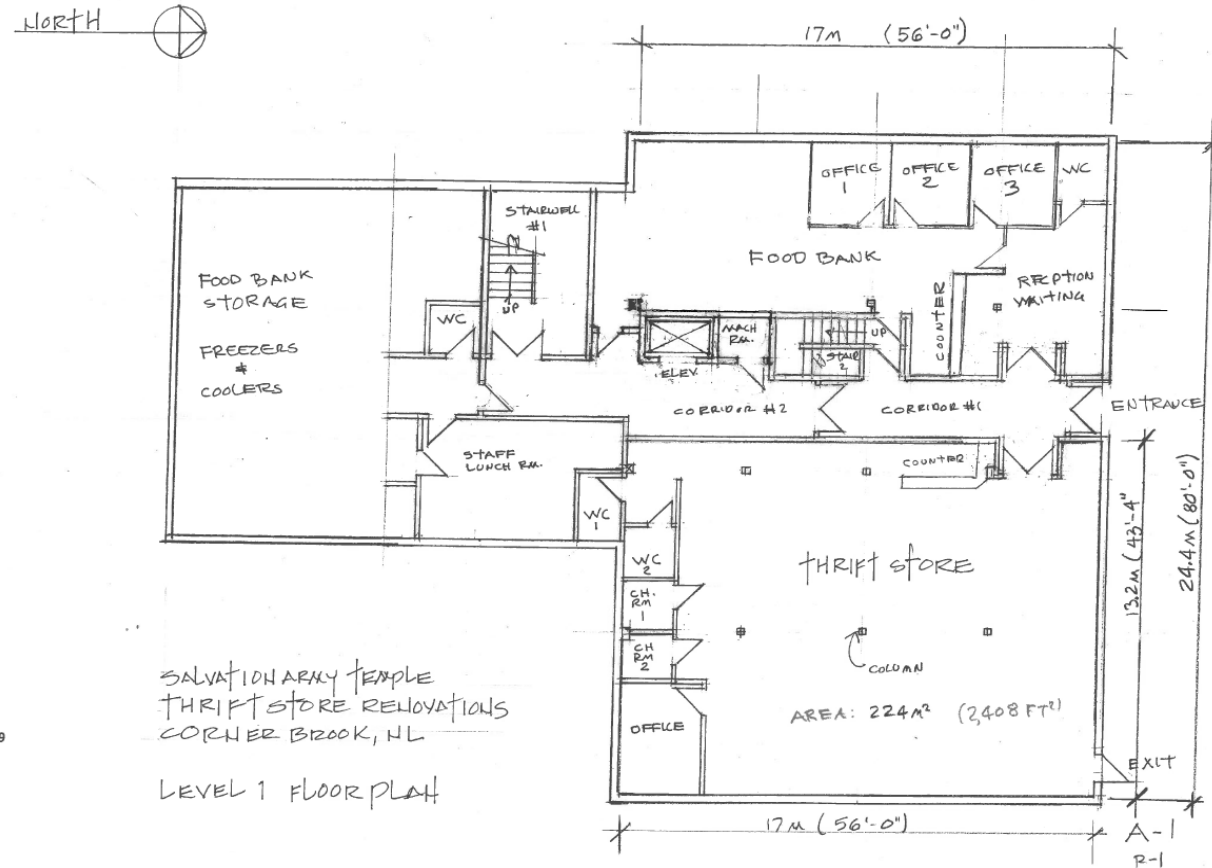 NORTH
17M (56'-0")
OFFICE
1
OFFICE
2
OFFICE
3
WC
STAIRWELL
#1
UP
FOOD BANK
STORAGE
FREEZERS
&
COOLERS
WC
FOOD BANK
RECPTION
WAITING
COUNTER
MACH
RM.
UP
STAIR
2
ELEV.
CORRIDOR #2
CORRIDOR #1
ENTRANCE
STAFF
LUNCH RM.
COUNTER
WC
1
WC
2
CH.
RM
1
CH
RM
2
OFFICE
THRIFT STORE
COLUMN
AREA: 224M² (2,408 FT²)
13.2M (43'-4")
24.4M (80'-0")
EXIT
SALVATION ARMY TEMPLE
THRIFT STORE RENOVATIONS
CORNER BROOK, NL
LEVEL 1 FLOOR PLAN
17M (56'-0")
A-1
R-1
9